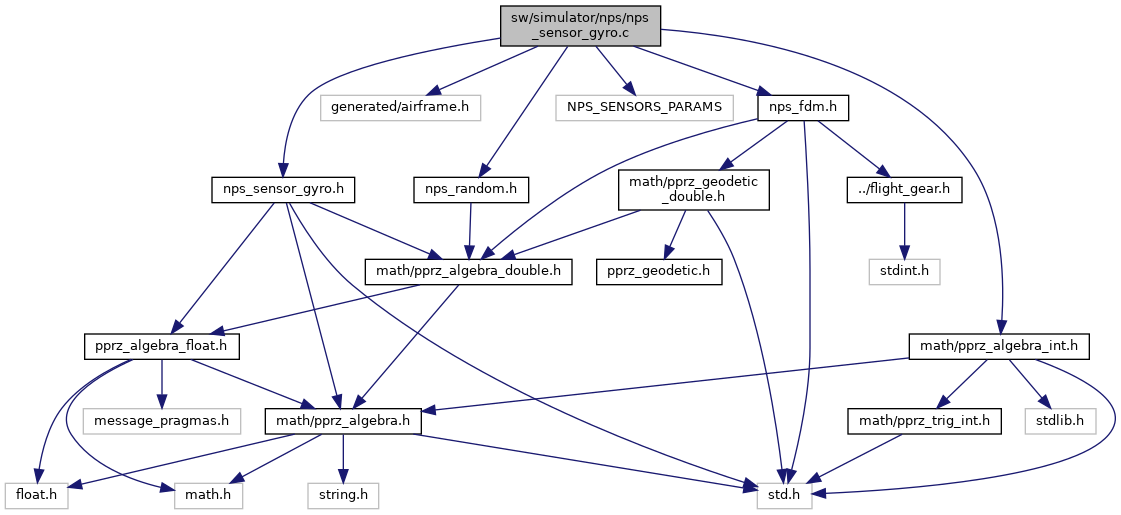 sw/simulator/nps/nps
_sensor_gyro.c
generated/airframe.h
NPS_SENSORS_PARAMS
nps_fdm.h
nps_sensor_gyro.h
nps_random.h
math/pprz_geodetic
_double.h
../flight_gear.h
math/pprz_algebra_double.h
pprz_geodetic.h
stdint.h
pprz_algebra_float.h
math/pprz_algebra_int.h
message_pragmas.h
math/pprz_algebra.h
math/pprz_trig_int.h
stdlib.h
float.h
math.h
string.h
std.h